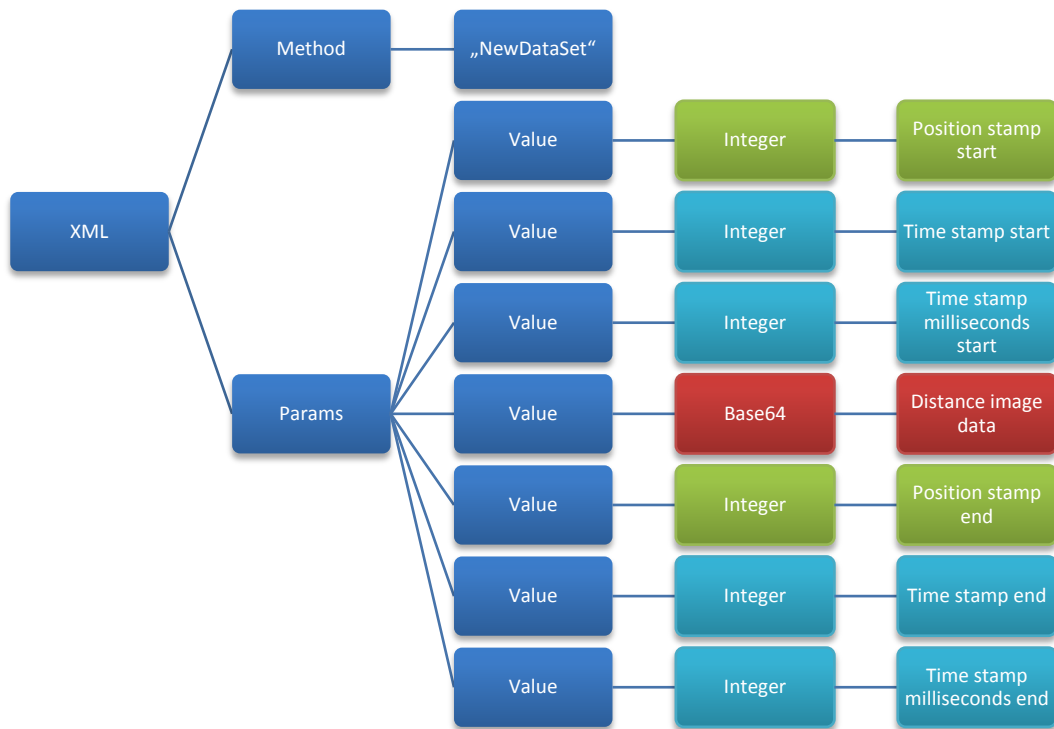 Method
„NewDataSet“
Value
Integer
Position stamp
start
XML
Value
Integer
Time stamp start
Value
Integer
Time stamp
milliseconds
start
Params
Value
Base64
Distance image
data
Value
Integer
Position stamp
end
Value
Integer
Time stamp end
Value
Integer
Time stamp
milliseconds end